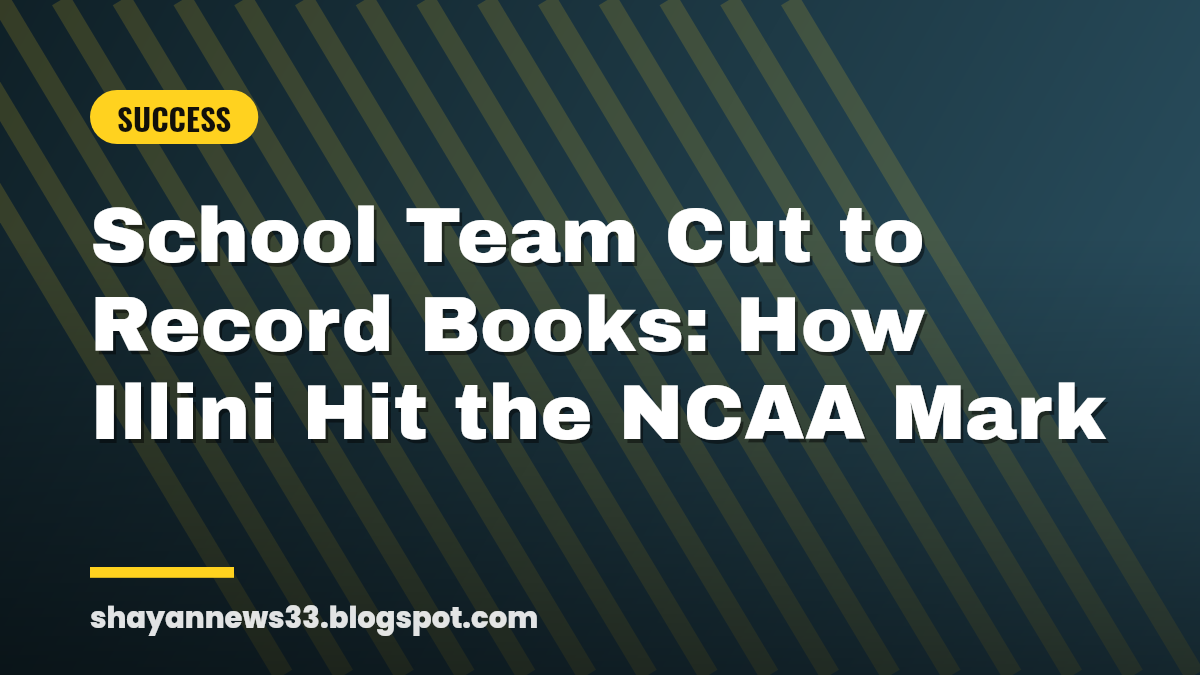 SUCCESS
School Team Cut to
Record Books: How
Illini Hit the NCAA Mark
shayannews33.blogspot.com